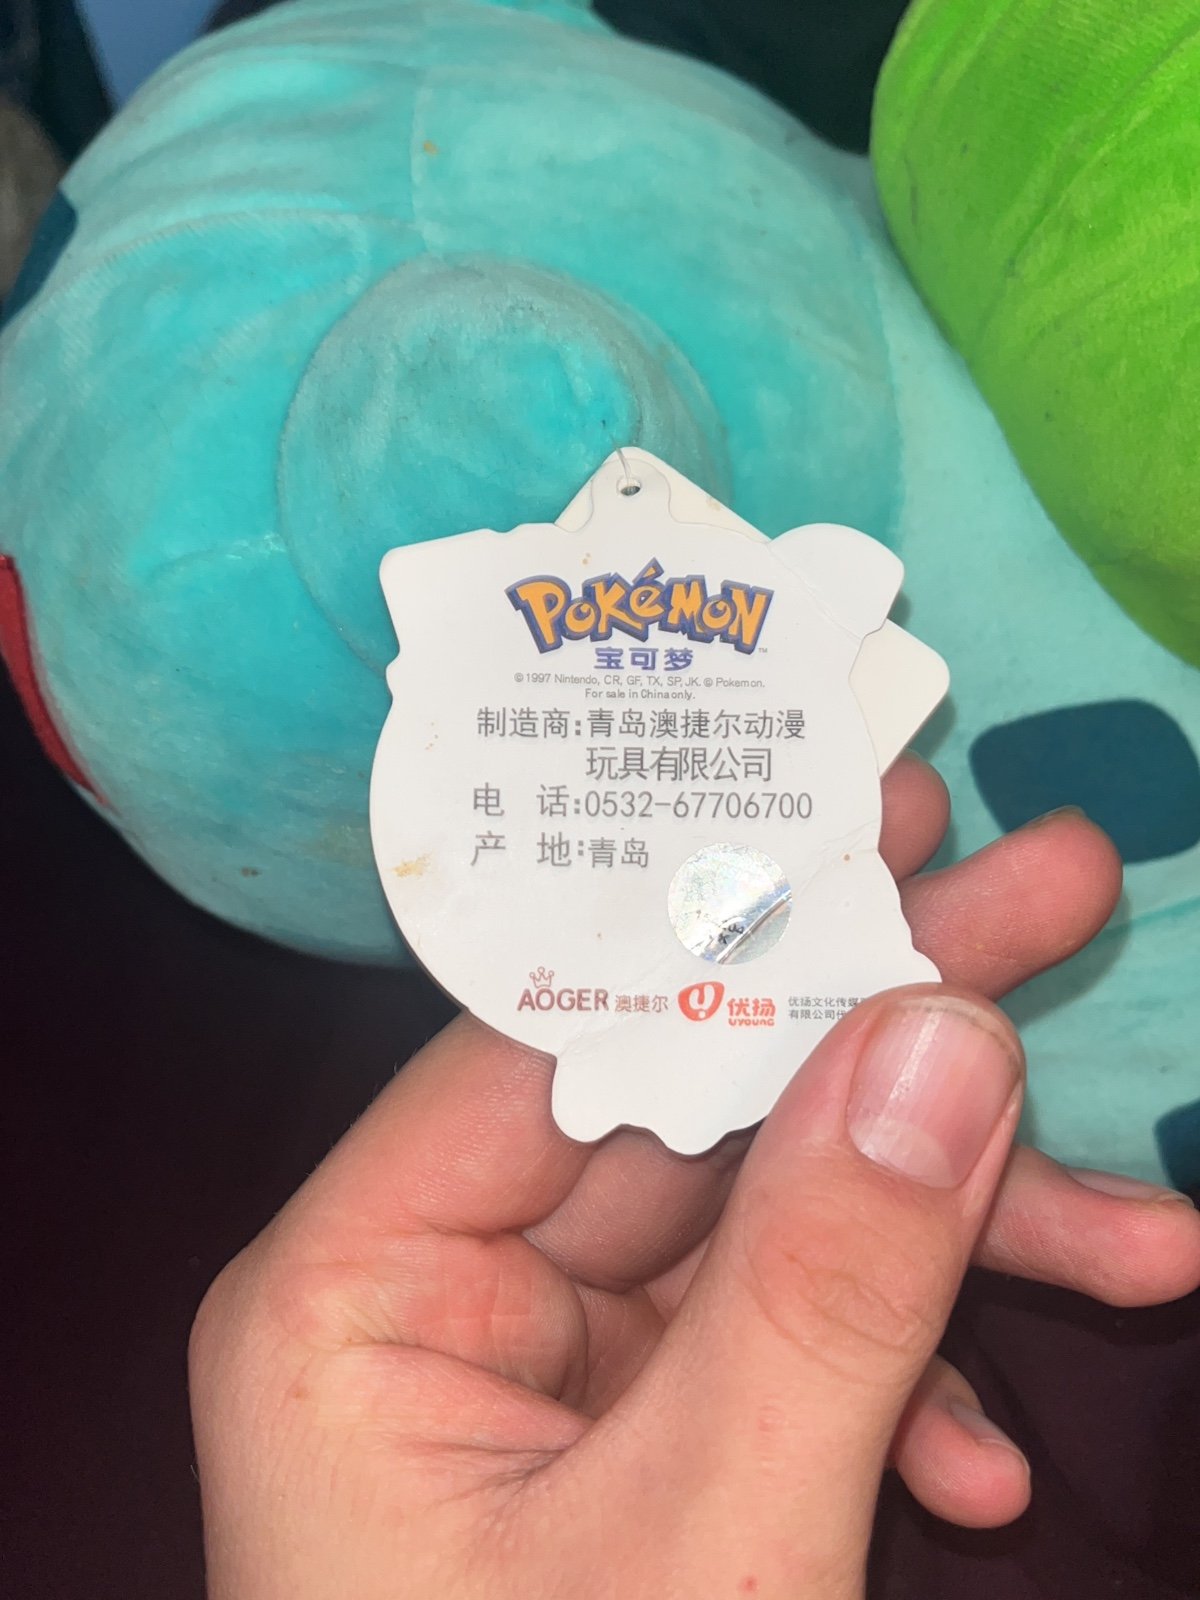 POKéMON™
宝可梦
©1997 Nintendo, CR, GF, TX, SP, JK. © Pokemon.
For sale in China only.
制造商:青岛澳捷尔动漫
玩具有限公司
电 话:0532-67706700
产 地:青岛
AOGER 澳捷尔 优扬 优扬文化传媒
UYOUNG 有限公司代